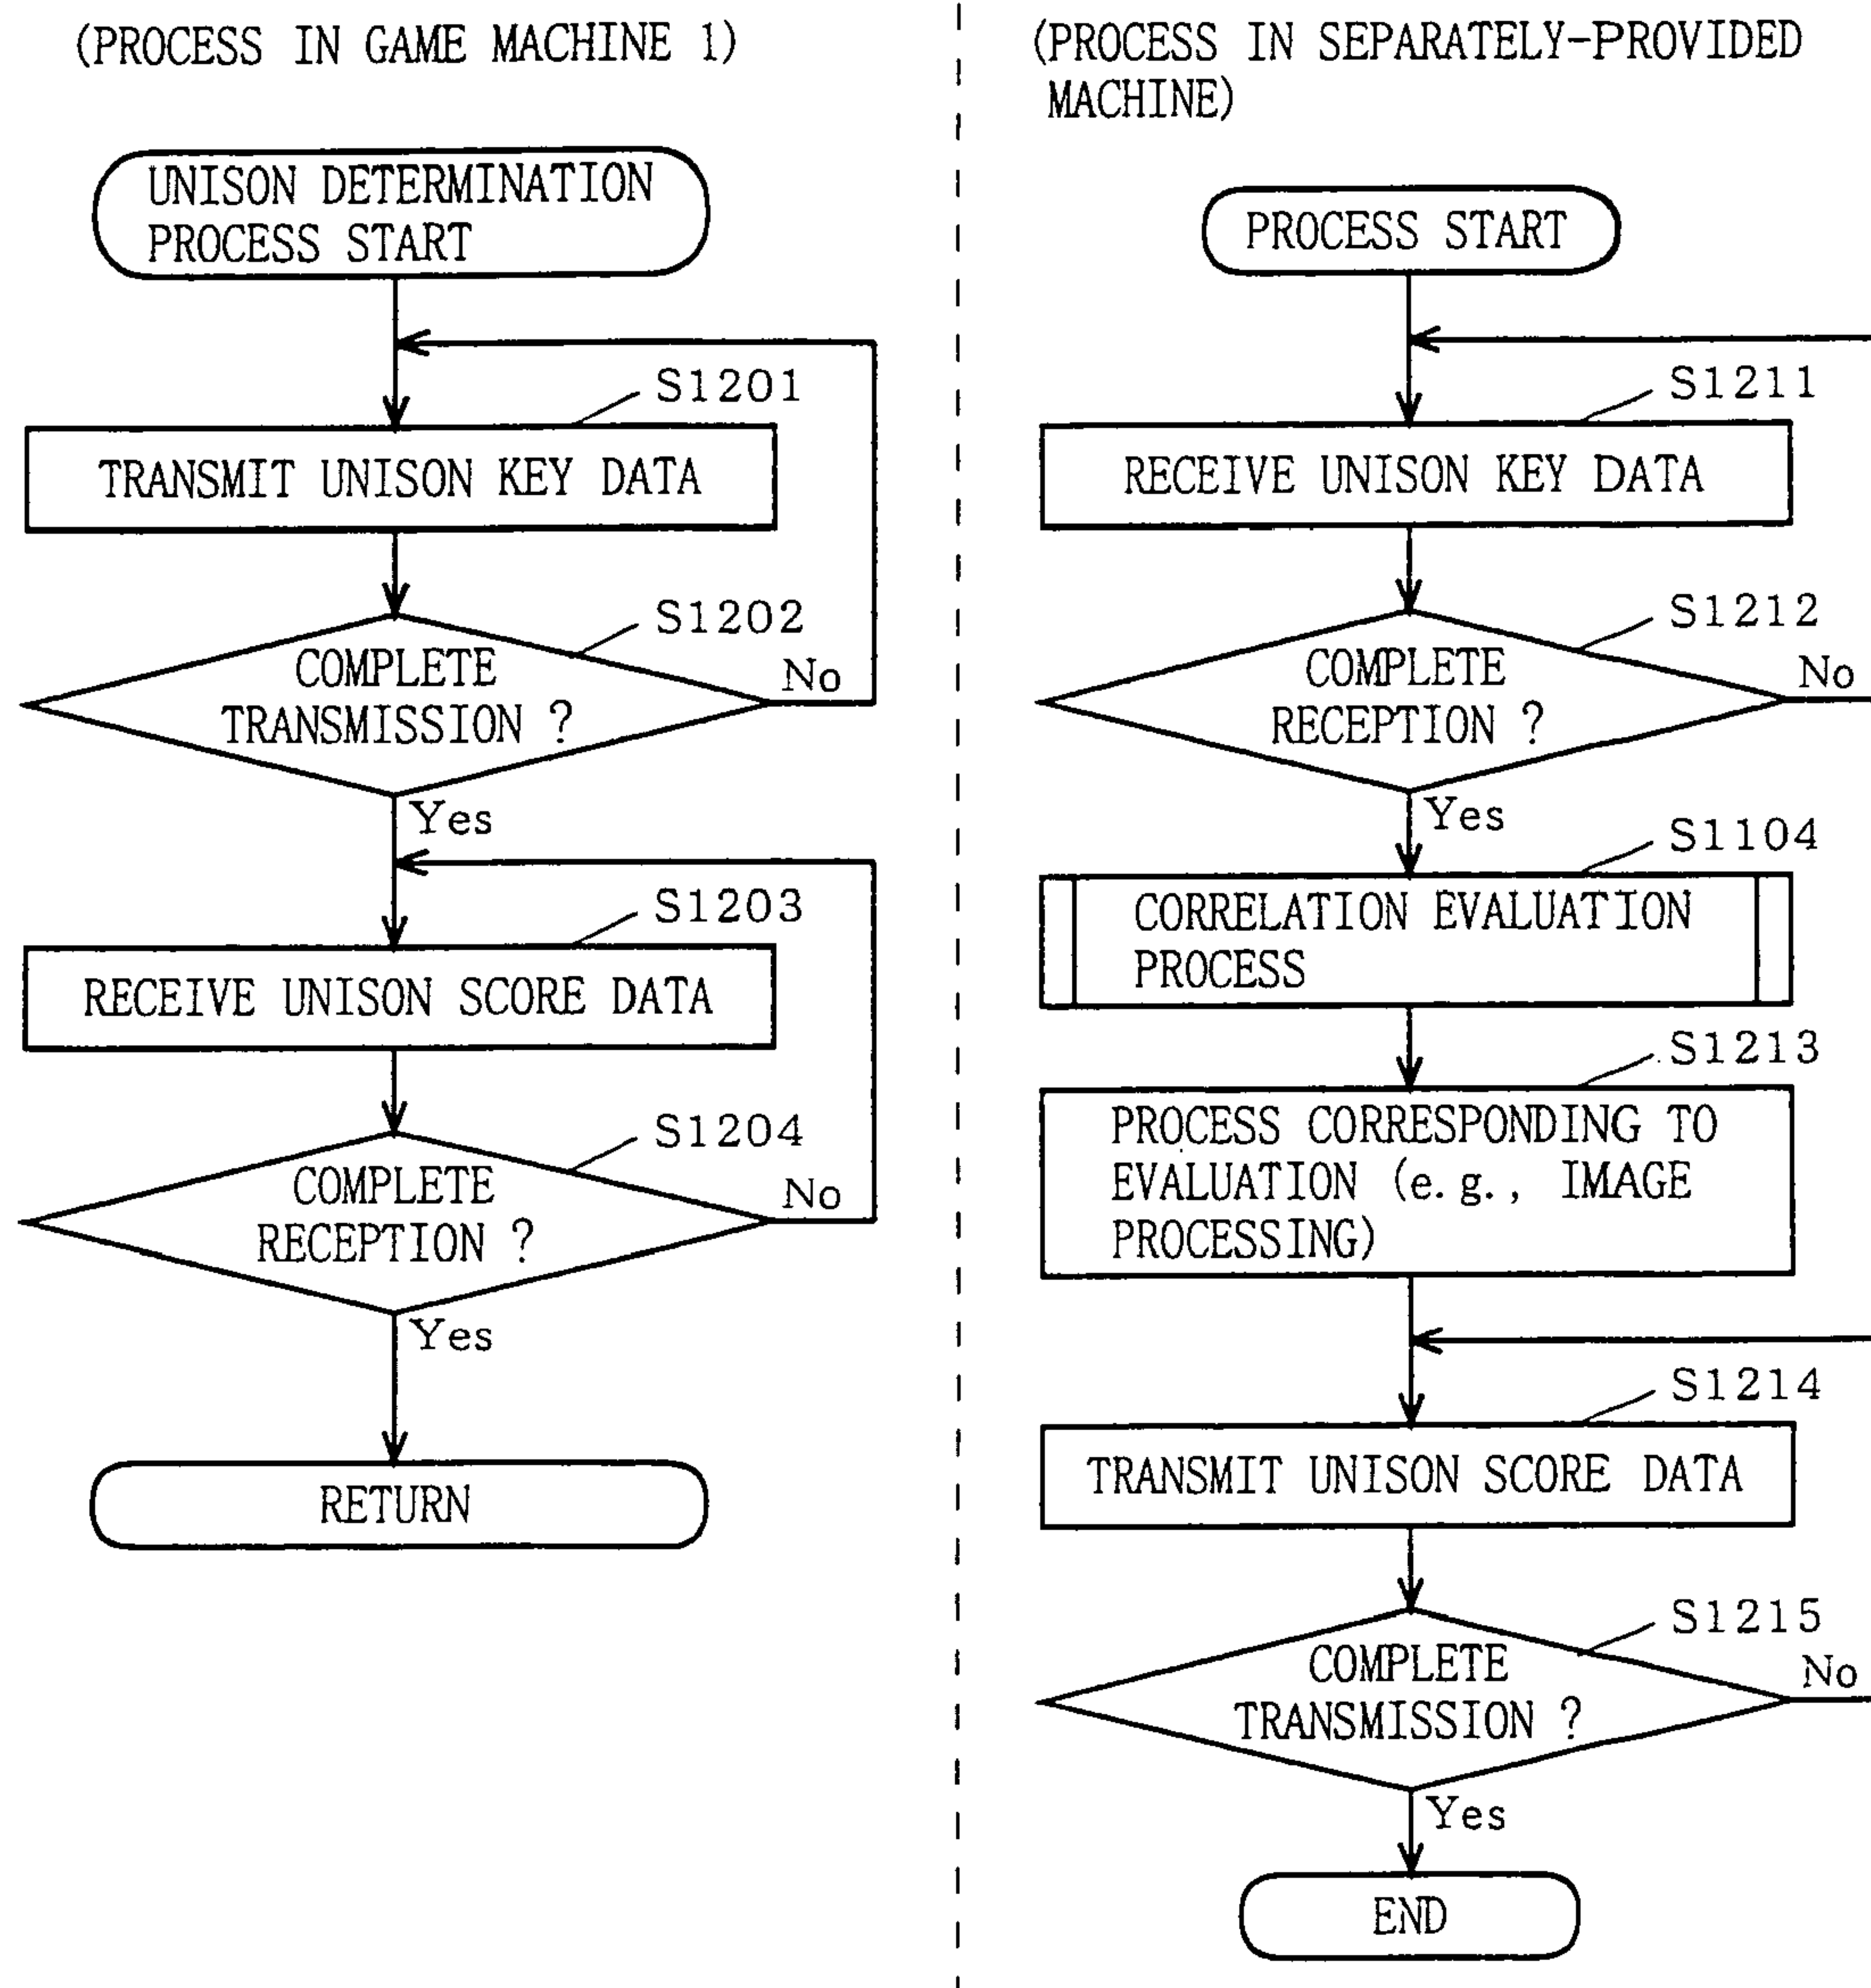 (PROCESS IN GAME MACHINE 1)
UNISON DETERMINATION
PROCESS START
S1201
TRANSMIT UNISON KEY DATA
S1202
COMPLETE
TRANSMISSION ?
No
Yes
S1203
RECEIVE UNISON SCORE DATA
S1204
COMPLETE
RECEPTION ?
No
Yes
RETURN
(PROCESS IN SEPARATELY-PROVIDED
MACHINE)
PROCESS START
S1211
RECEIVE UNISON KEY DATA
S1212
COMPLETE
RECEPTION ?
No
Yes
S1104
CORRELATION EVALUATION
PROCESS
S1213
PROCESS CORRESPONDING TO
EVALUATION (e.g., IMAGE
PROCESSING)
S1214
TRANSMIT UNISON SCORE DATA
S1215
COMPLETE
TRANSMISSION ?
No
Yes
END